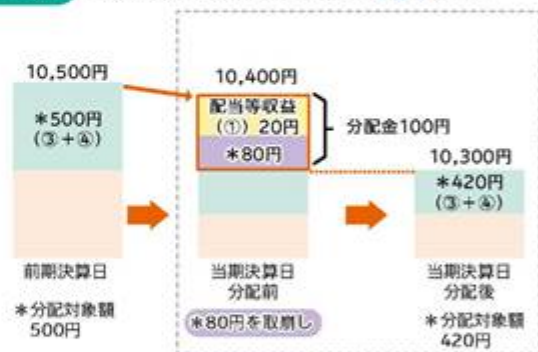 10,500円
*500円
(③+④)
前期決算日
*分配対象額
500円
10,400円
配当等収益
(①) 20円
*80円
分配金100円
当期決算日
分配前
*80円を取崩し
10,300円
*420円
(③+④)
当期決算日
分配後
*分配対象額
420円